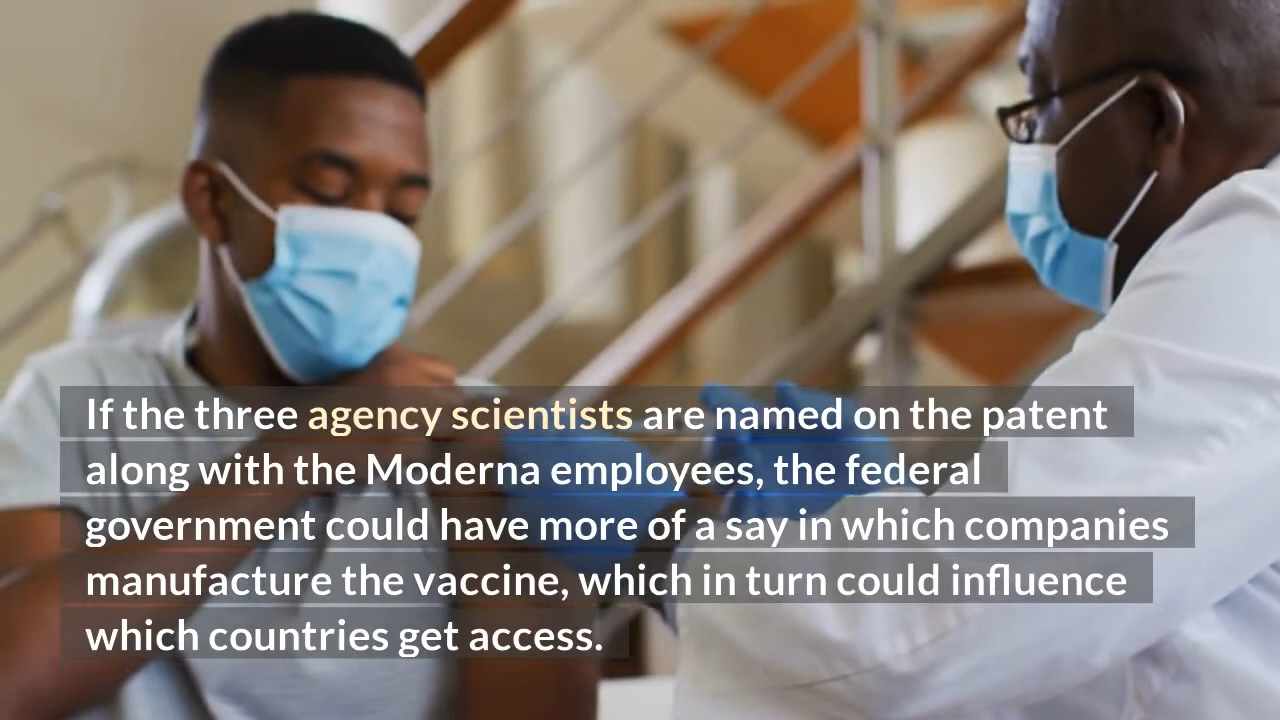 If the three agency scientists are named on the patent
along with the Moderna employees, the federal
government could have more of a say in which companies
manufacture the vaccine, which in turn could influence
which countries get access.